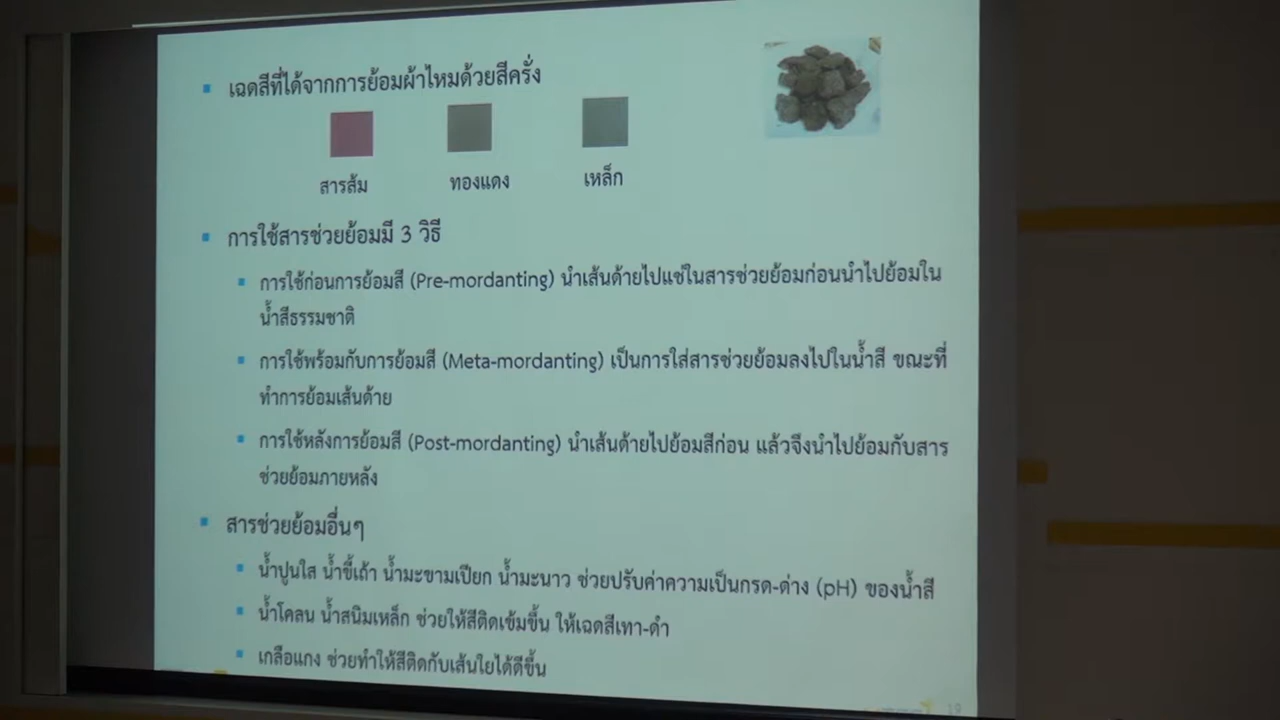 ▪ เฉดสีที่ได้จากการย้อมผ้าไหมด้วยสีครั่ง
สารส้ม ทองแดง เหล็ก
▪ การใช้สารช่วยย้อมมี 3 วิธี
▪ การใช้ก่อนการย้อมสี (Pre-mordanting) นำเส้นด้ายไปแช่ในสารช่วยย้อมก่อนนำไปย้อมใน
น้ำสีธรรมชาติ
▪ การใช้พร้อมกับการย้อมสี (Meta-mordanting) เป็นการใส่สารช่วยย้อมลงไปในน้ำสี ขณะที่
ทำการย้อมเส้นด้าย
▪ การใช้หลังการย้อมสี (Post-mordanting) นำเส้นด้ายไปย้อมสีก่อน แล้วจึงนำไปย้อมกับสาร
ช่วยย้อมภายหลัง
▪ สารช่วยย้อมอื่นๆ
▪ น้ำปูนใส น้ำขี้เถ้า น้ำมะขามเปียก น้ำมะนาว ช่วยปรับค่าความเป็นกรด-ด่าง (pH) ของน้ำสี
▪ น้ำโคลน น้ำสนิมเหล็ก ช่วยให้สีติดเข้มขึ้น ให้เฉดสีเทา-ดำ
▪ เกลือแกง ช่วยทำให้สีติดกับเส้นใยได้ดีขึ้น
19